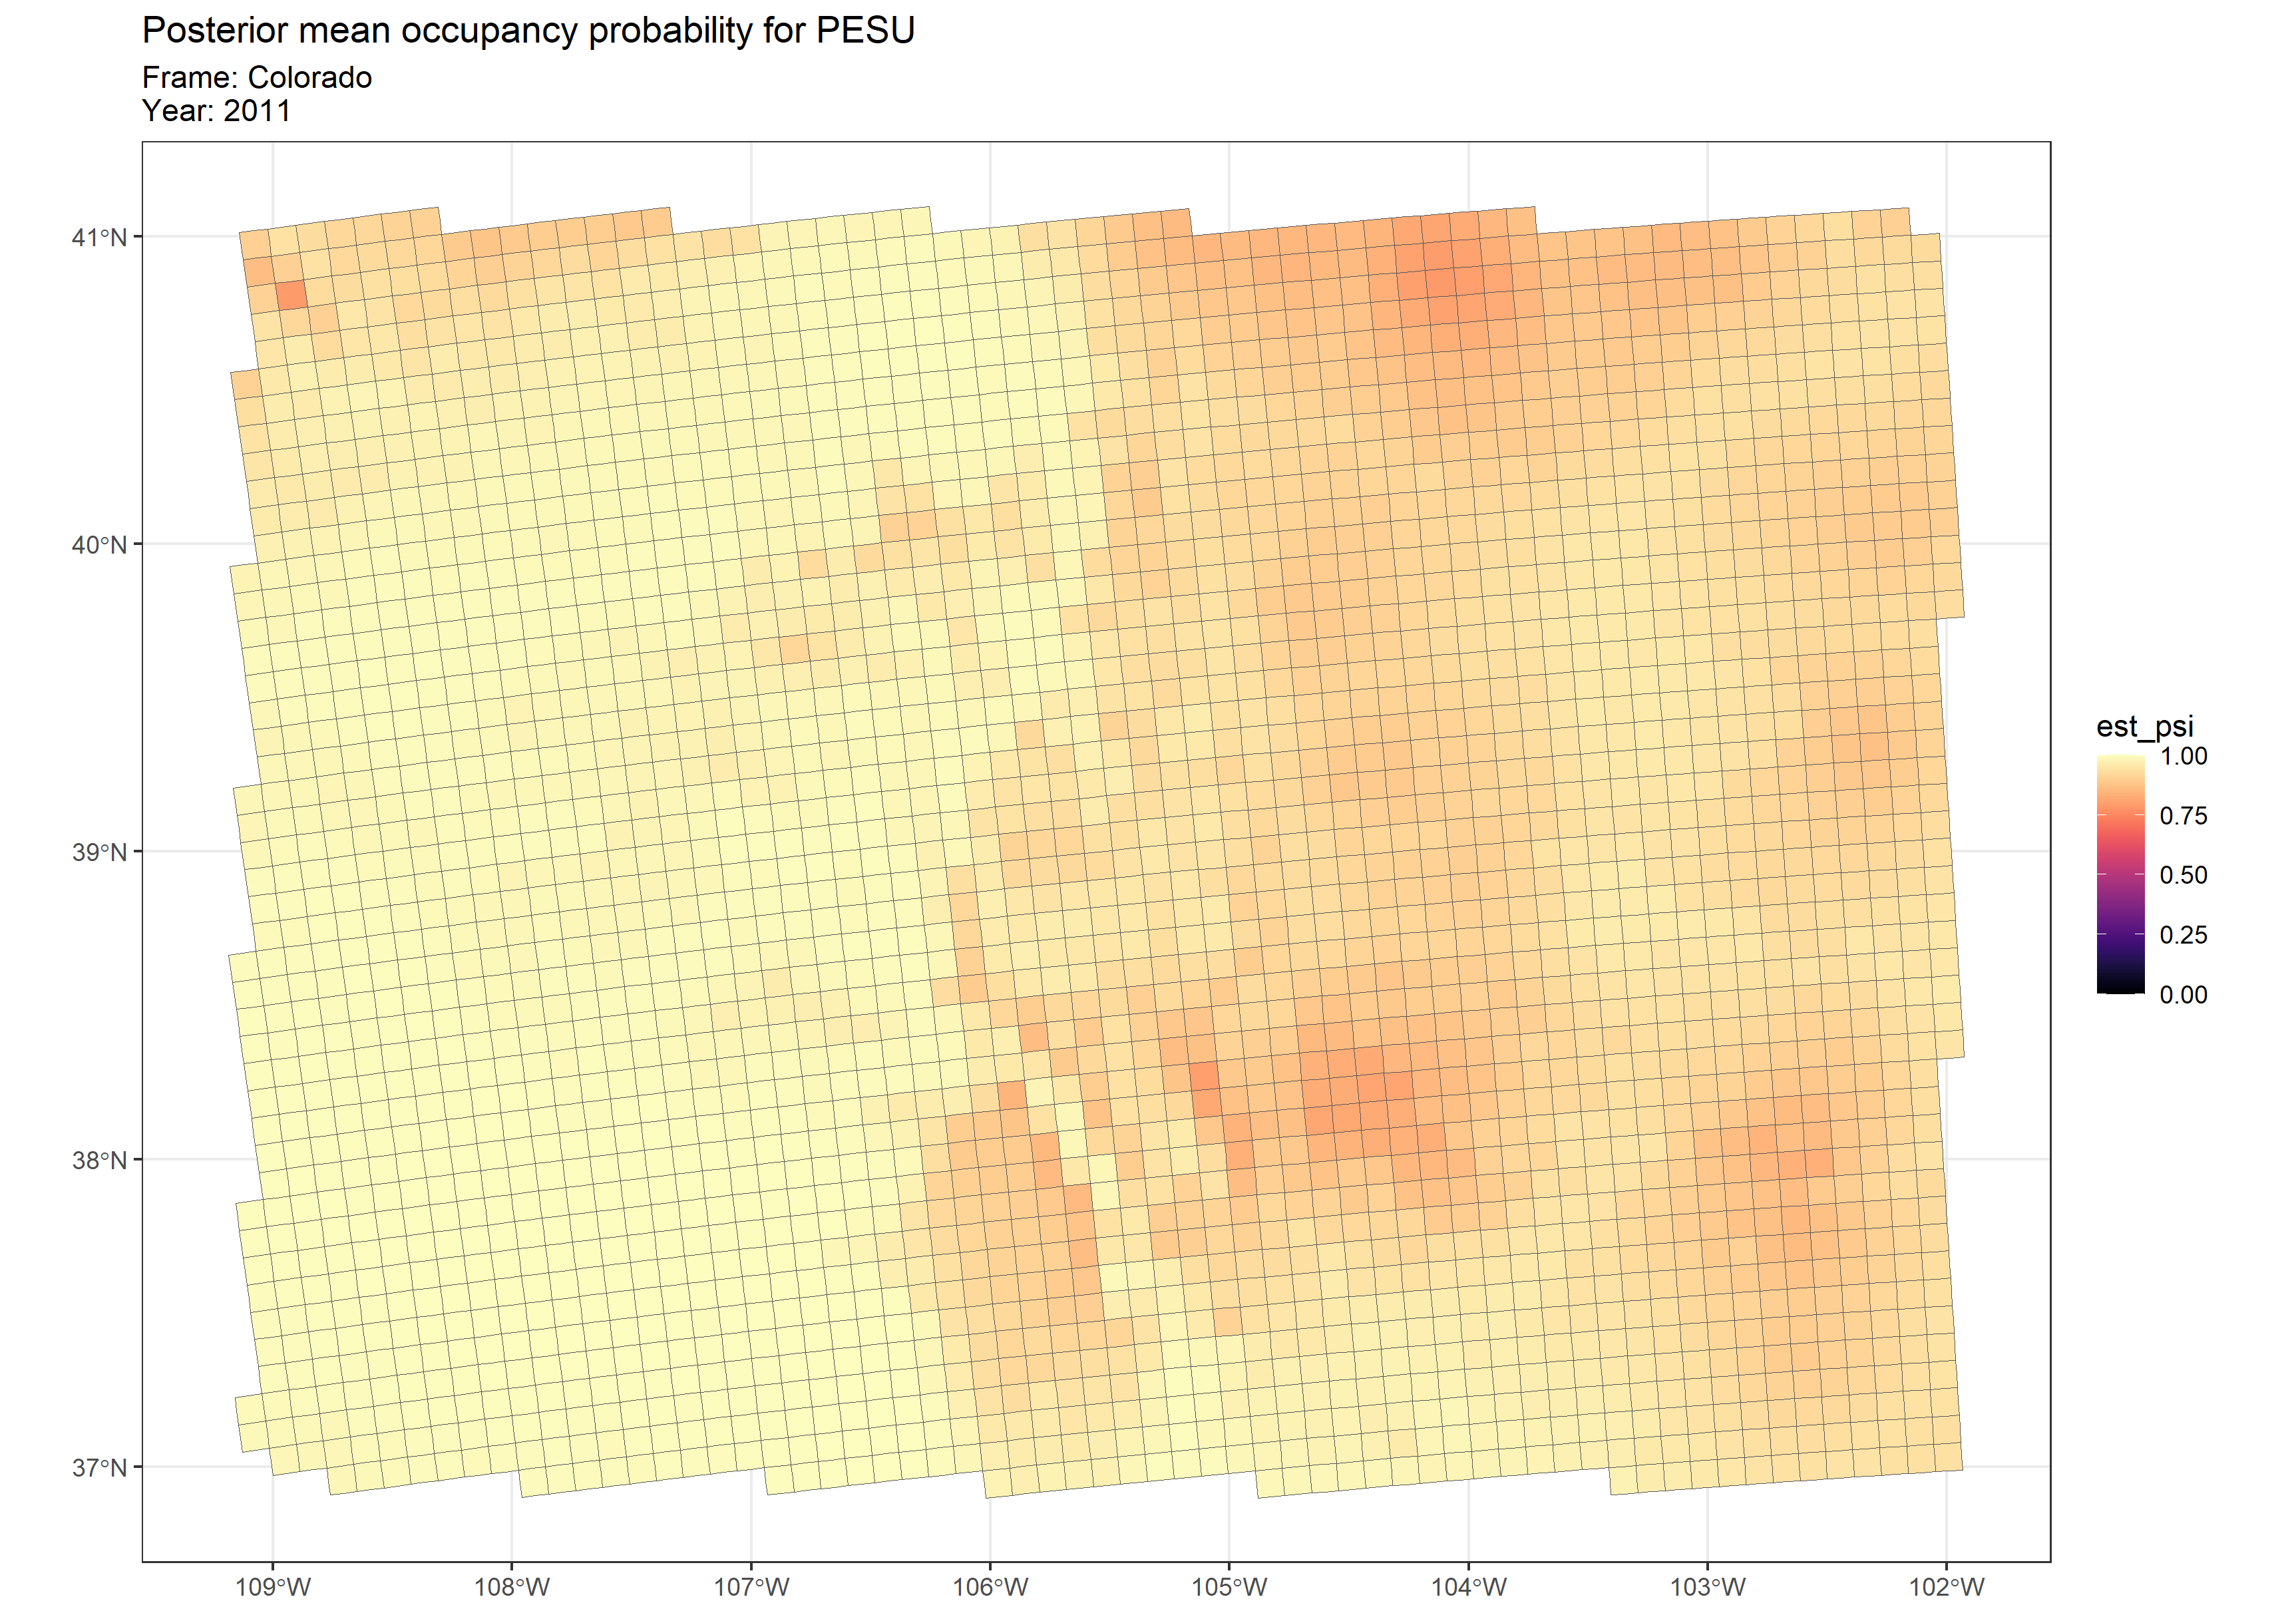 Posterior mean occupancy probability for PESU
Frame: Colorado
Year: 2011
41°N
40°N
39°N
38°N
37°N
109°W
108°W
107°W
106°W
105°W
104°W
103°W
102°W
est_psi
1.00
0.75
0.50
0.25
0.00